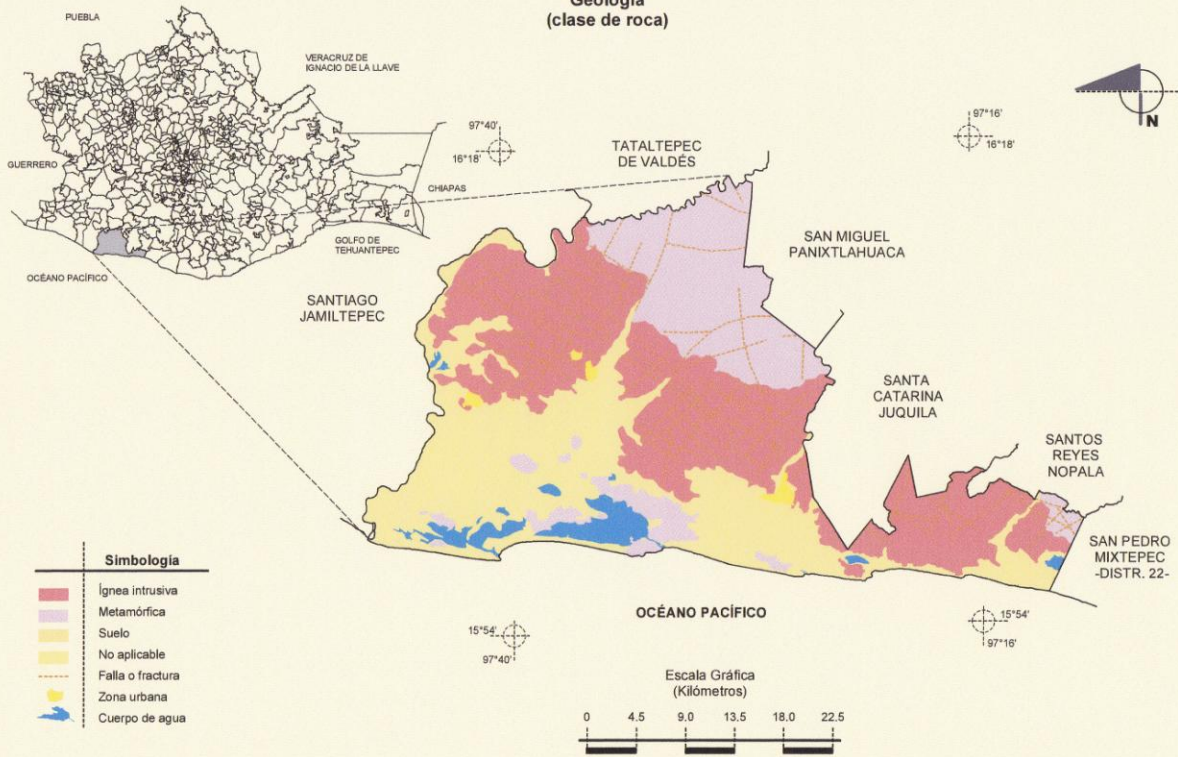 Geología
(clase de roca)
PUEBLA
VERACRUZ DE
IGNACIO DE LA LLAVE
GUERRERO
CHIAPAS
GOLFO DE
TEHUANTEPEC
OCÉANO PACÍFICO
N
97°40'
16°18'
97°16'
16°18'
TATALTEPEC
DE VALDÉS
SAN MIGUEL
PANIXTLAHUACA
SANTIAGO
JAMILTEPEC
SANTA
CATARINA
JUQUILA
SANTOS
REYES
NOPALA
SAN PEDRO
MIXTEPEC
-DISTR. 22-
OCÉANO PACÍFICO
15°54'
97°40'
15°54'
97°16'
Simbología
Ígnea intrusiva
Metamórfica
Suelo
No aplicable
Falla o fractura
Zona urbana
Cuerpo de agua
Escala Gráfica
(Kilómetros)
0 4.5 9.0 13.5 18.0 22.5